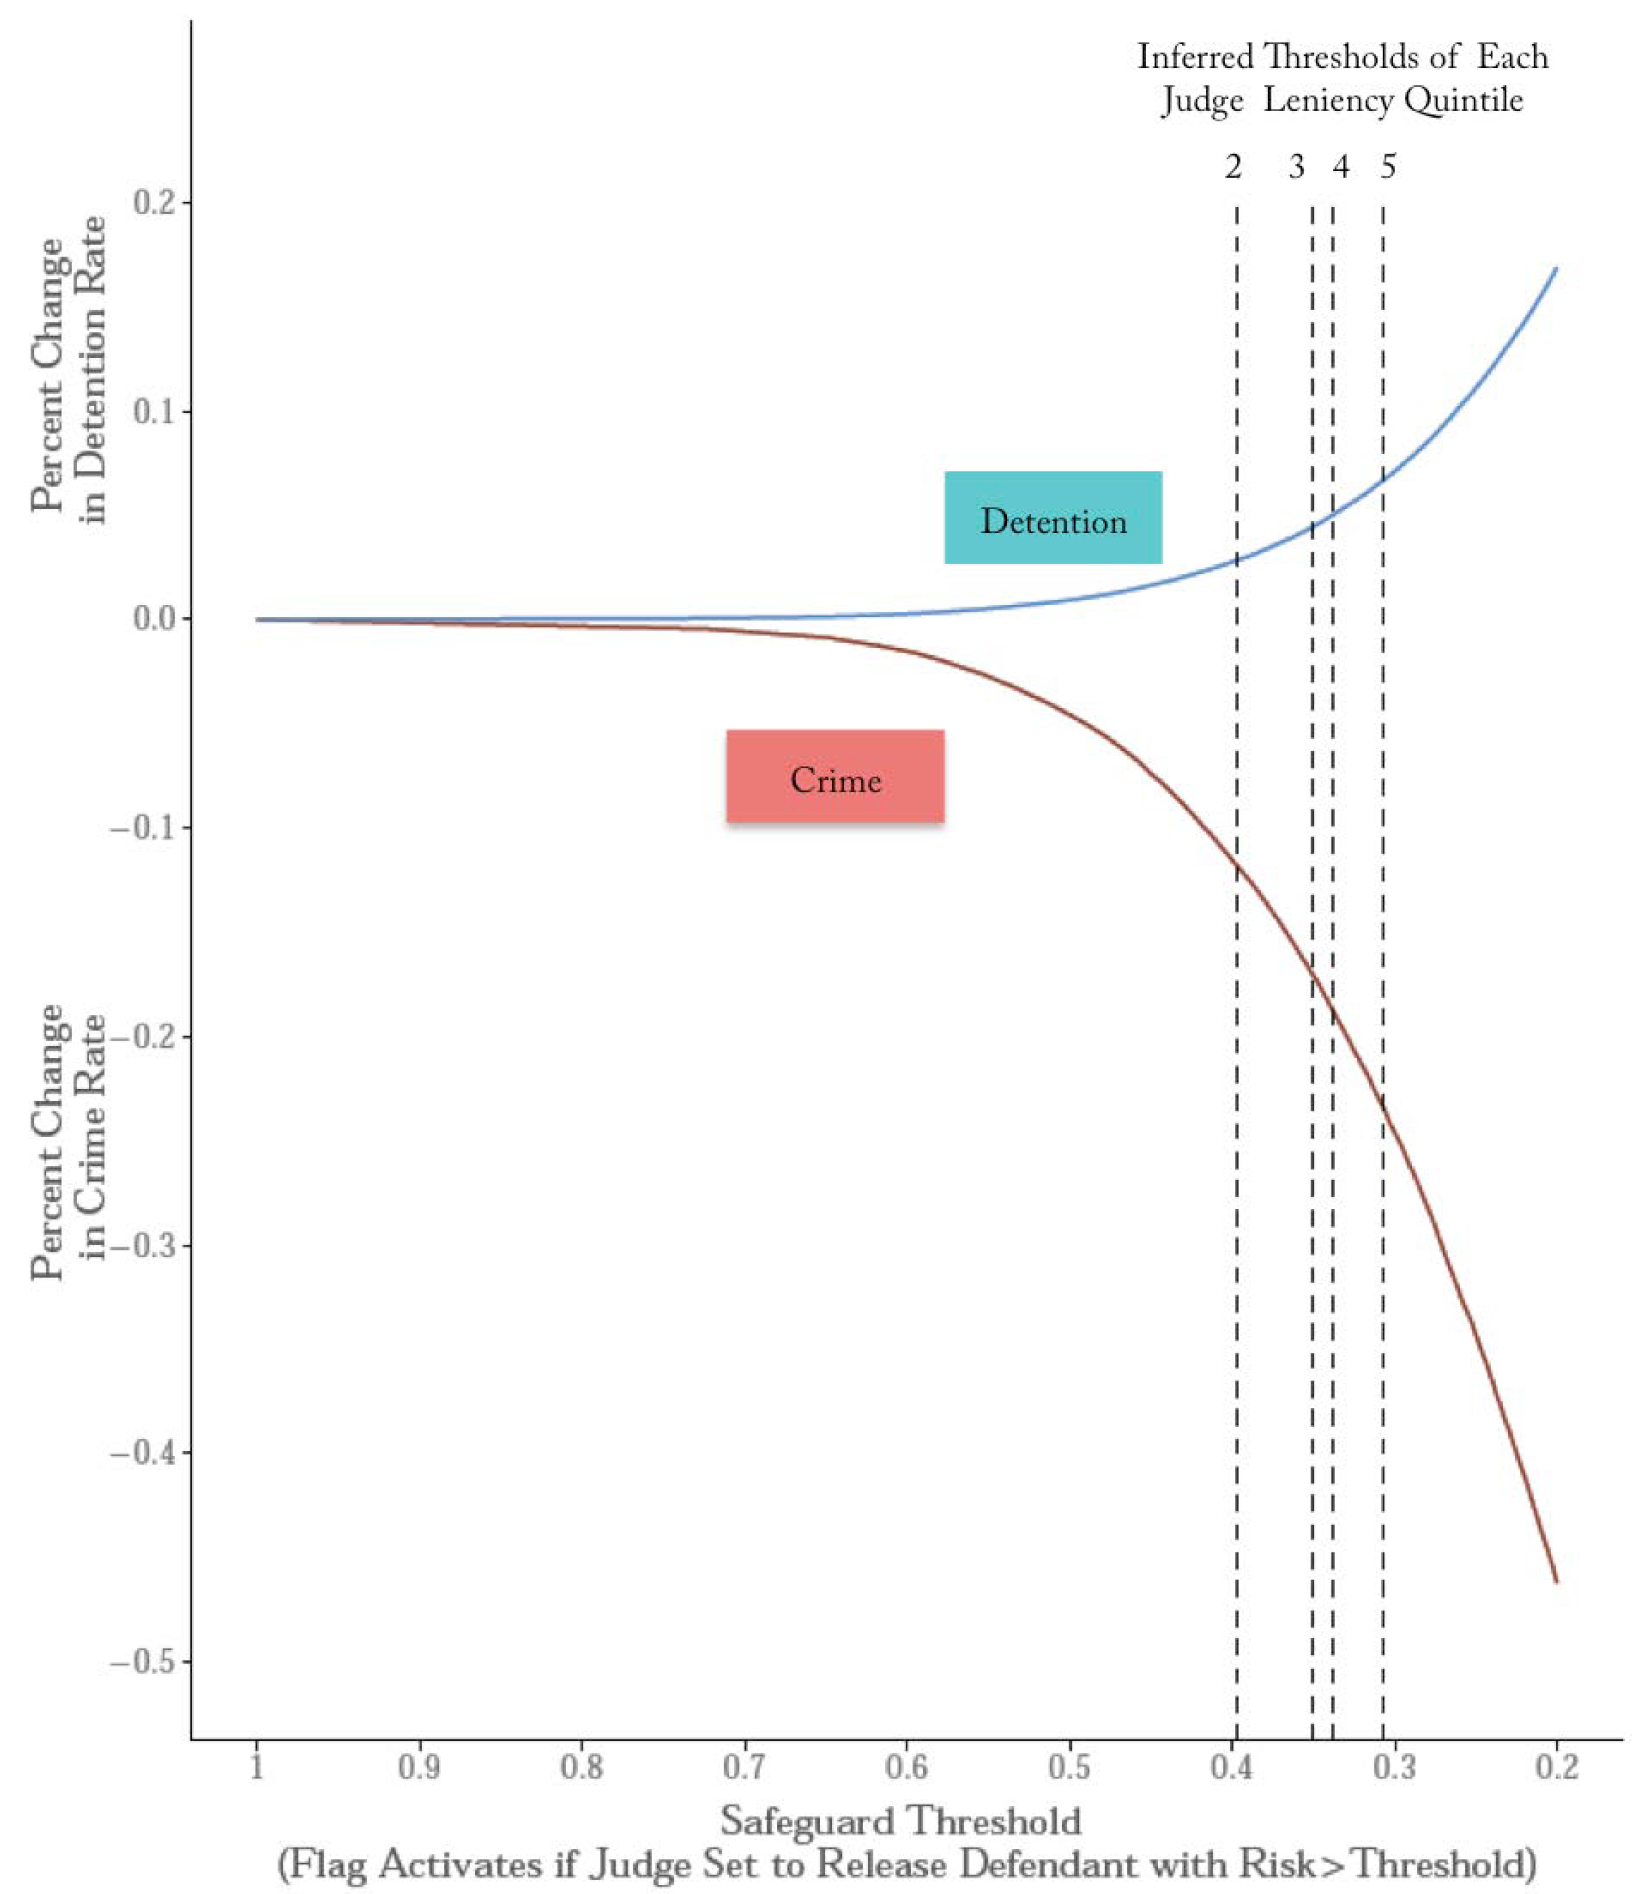 Inferred Thresholds of Each
Judge Leniency Quintile
2 3 4 5
Percent Change
in Detention Rate
0.2
0.1
0.0
−0.1
−0.2
−0.3
−0.4
−0.5
Detention
Crime
Percent Change
in Crime Rate
1 0.9 0.8 0.7 0.6 0.5 0.4 0.3 0.2
Safeguard Threshold
(Flag Activates if Judge Set to Release Defendant with Risk>Threshold)